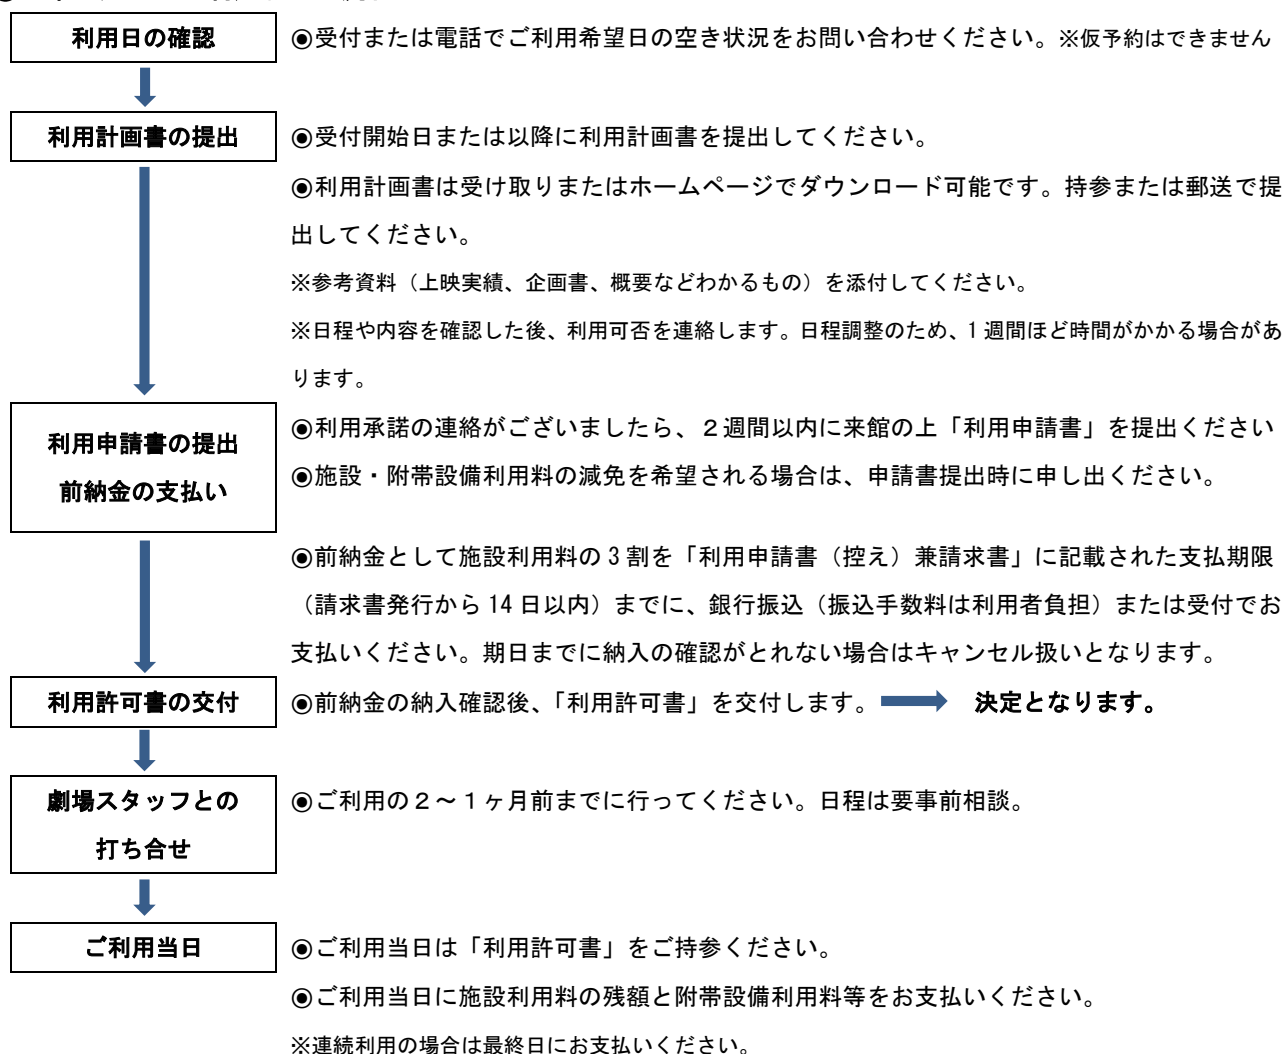 利用日の確認 ◉受付または電話でご利用希望日の空き状況をお問い合わせください。※仮予約はできません
利用計画書の提出 ◉受付開始日または以降に利用計画書を提出してください。
◉利用計画書は受け取りまたはホームページでダウンロード可能です。持参または郵送で提
出してください。
※参考資料（上映実績、企画書、概要などわかるもの）を添付してください。
※日程や内容を確認した後、利用可否を連絡します。日程調整のため、1週間ほど時間がかかる場合があ
ります。
利用申請書の提出
前納金の支払い
◉利用承諾の連絡がございましたら、２週間以内に来館の上「利用申請書」を提出ください
◉施設・附帯設備利用料の減免を希望される場合は、申請書提出時に申し出ください。
◉前納金として施設利用料の3割を「利用申請書（控え）兼請求書」に記載された支払期限
（請求書発行から14日以内）までに、銀行振込（振込手数料は利用者負担）または受付でお
支払いください。期日までに納入の確認がとれない場合はキャンセル扱いとなります。
利用許可書の交付 ◉前納金の納入確認後、「利用許可書」を交付します。 決定となります。
劇場スタッフとの
打ち合せ
◉ご利用の２～１ヶ月前までに行ってください。日程は要事前相談。
ご利用当日 ◉ご利用当日は「利用許可書」をご持参ください。
◉ご利用当日に施設利用料の残額と附帯設備利用料等をお支払いください。
※連続利用の場合は最終日にお支払いください。